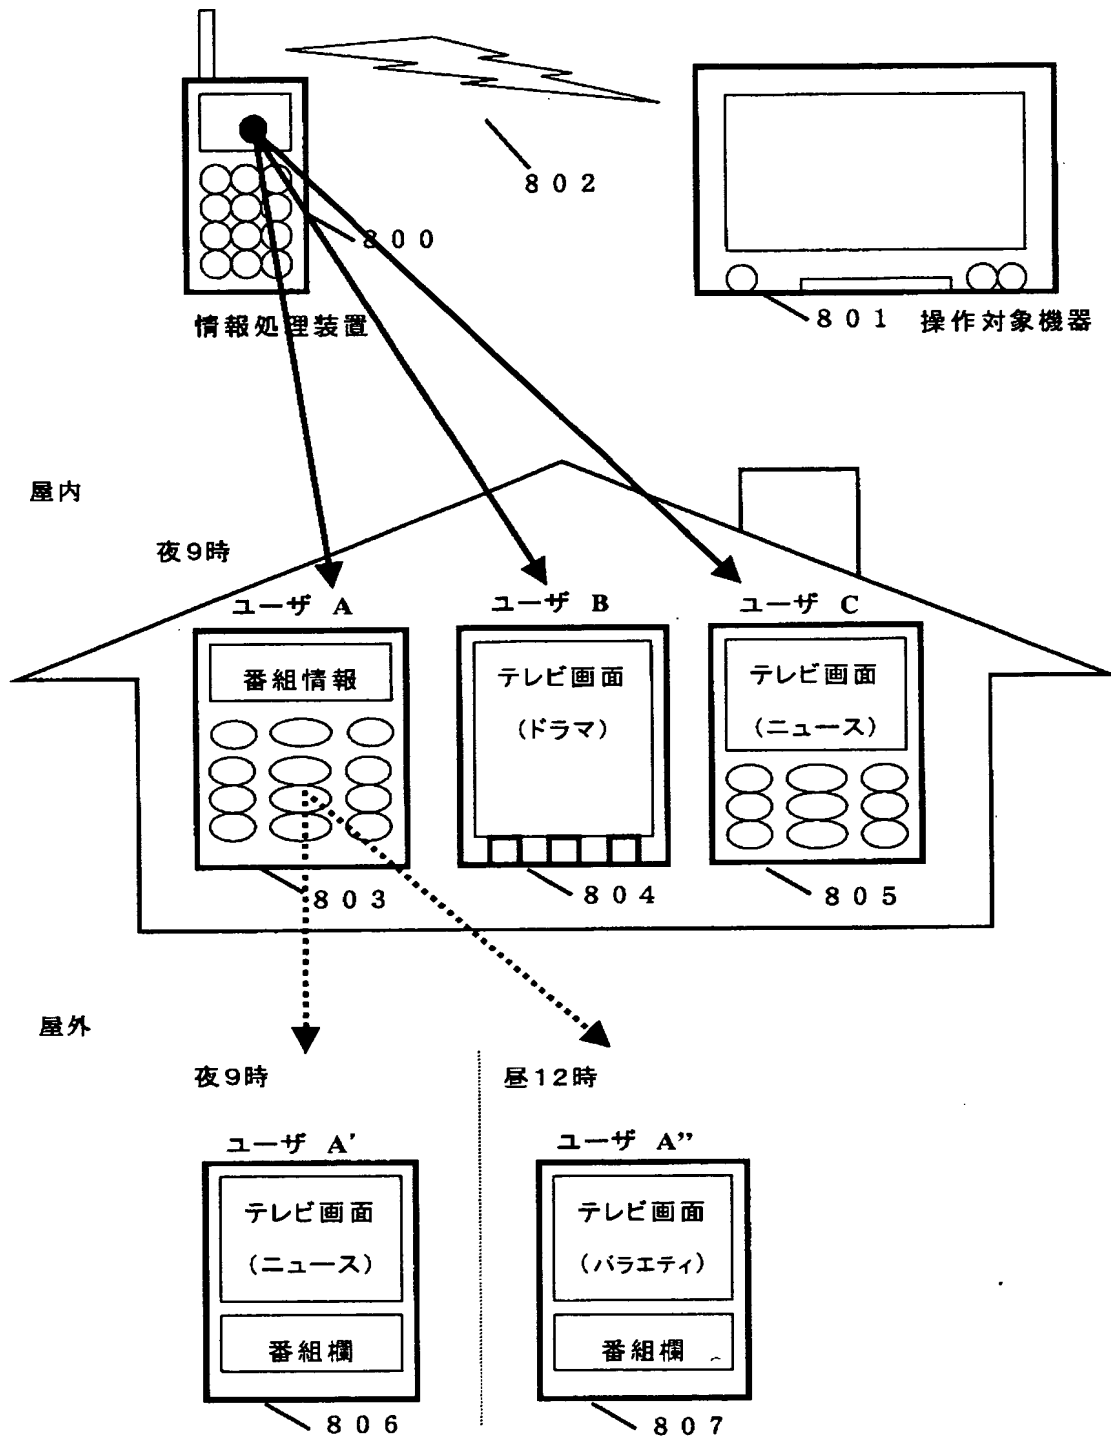 ８０２
８００
８０１ 操作対象機器
情報処理装置
屋内
夜９時
ユーザ A
ユーザ B
ユーザ C
番組情報
テレビ画面
(ドラマ)
テレビ画面
(ニュース)
８０３
８０４
８０５
屋外
夜９時
昼１２時
ユーザ A'
ユーザ A”
テレビ画面
(ニュース)
番組欄
テレビ画面
(バラエティ)
番組欄
８０６
８０７